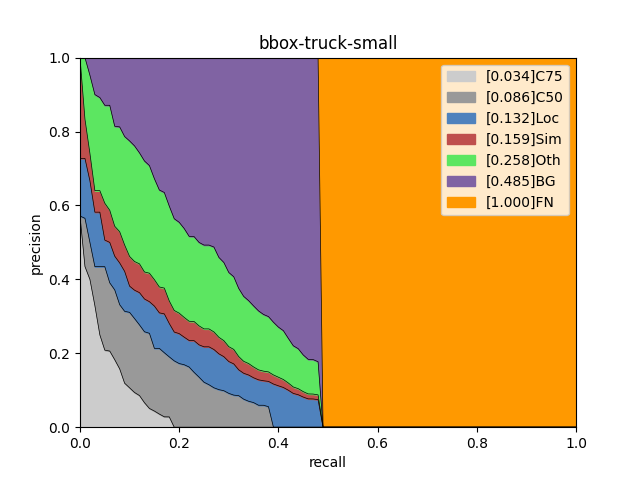 bbox-truck-small
1.0
0.8
0.6
0.4
0.2
0.0
precision
[0.034]C75
[0.086]C50
[0.132]Loc
[0.159]Sim
[0.258]Oth
[0.485]BG
[1.000]FN
0.0 0.2 0.4 0.6 0.8 1.0
recall